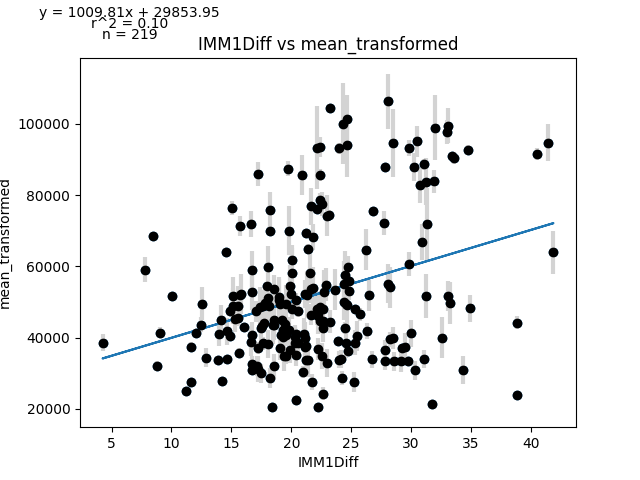 y = 1009.81x + 29853.95
r^2 = 0.10
n = 219
IMM1Diff vs mean_transformed
100000
80000
60000
40000
20000
mean_transformed
5 10 15 20 25 30 35 40
IMM1Diff